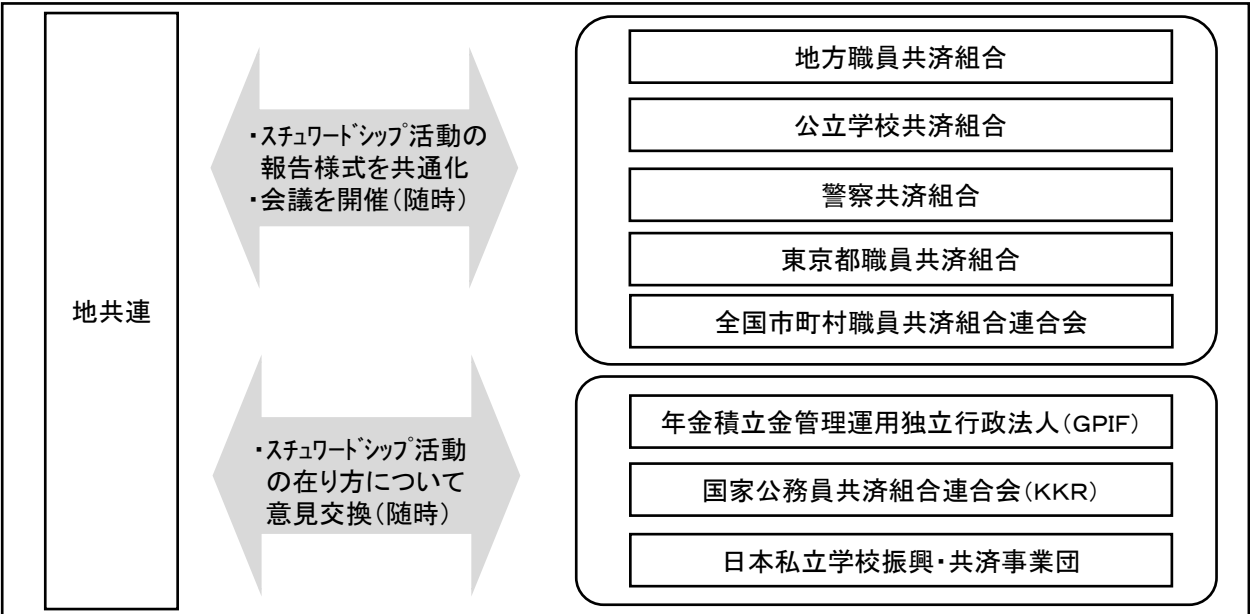 地共連
・スチュワードシップ活動の
報告様式を共通化
・会議を開催(随時)
地方職員共済組合
公立学校共済組合
警察共済組合
東京都職員共済組合
全国市町村職員共済組合連合会
・スチュワードシップ活動
の在り方について
意見交換(随時)
年金積立金管理運用独立行政法人(GPIF)
国家公務員共済組合連合会(KKR)
日本私立学校振興・共済事業団